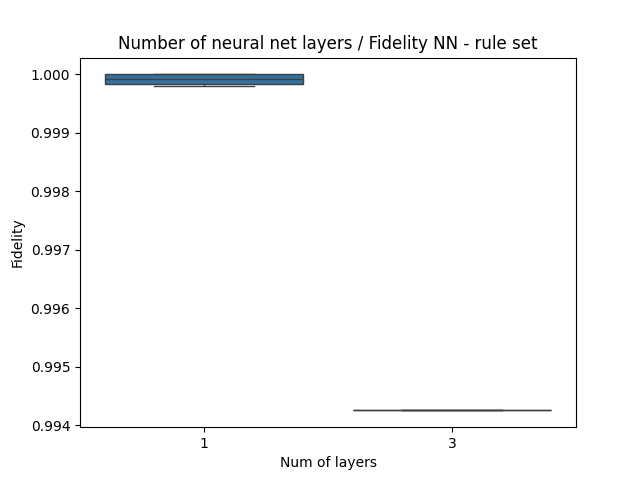 Number of neural net layers / Fidelity NN - rule set
1.000
0.999
0.998
0.997
0.996
0.995
0.994
Fidelity
1 3
Num of layers